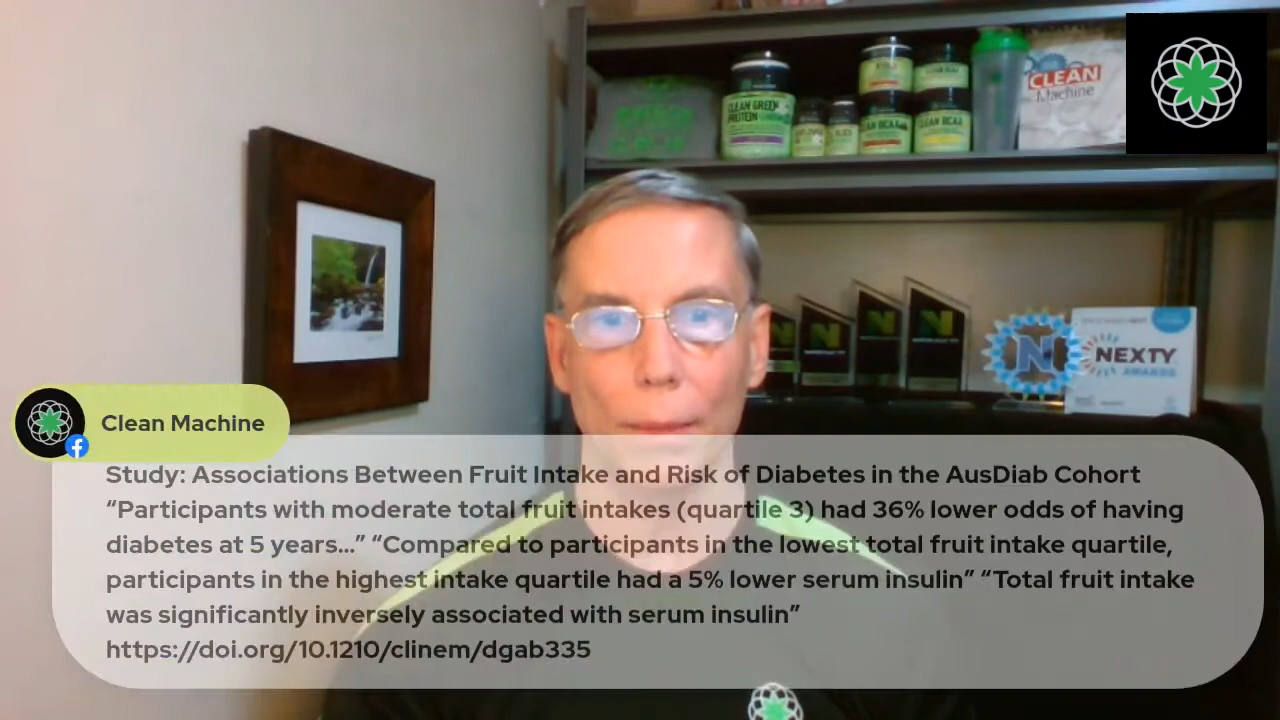 CLEAN
Machine
CLEAN GREEN
PROTEIN
CLEAN BCAA
CLEAN BCAA
N
NEXTY
AWARDS
Clean Machine
Study: Associations Between Fruit Intake and Risk of Diabetes in the AusDiab Cohort
“Participants with moderate total fruit intakes (quartile 3) had 36% lower odds of having
diabetes at 5 years...” “Compared to participants in the lowest total fruit intake quartile,
participants in the highest intake quartile had a 5% lower serum insulin” “Total fruit intake
was significantly inversely associated with serum insulin”
https://doi.org/10.1210/clinem/dgab335